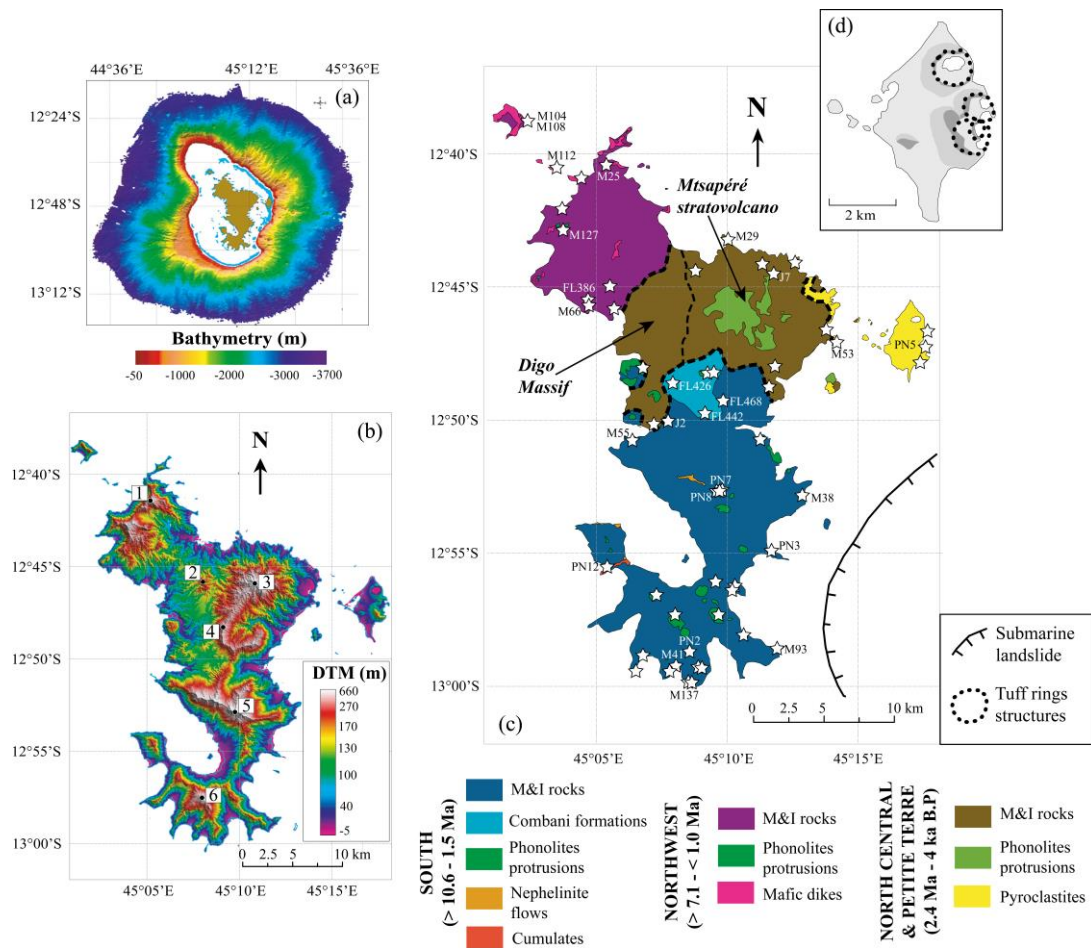 (a)
44°36'E 45°12'E 45°36'E
12°24'S
12°48'S
13°12'S
Bathymetry (m)
-50 -1000 -2000 -3000 -3700
(b)
N
12°40'S
12°45'S
12°50'S
12°55'S
13°00'S
1
2
3
4
5
6
DTM (m)
660
270
170
130
100
40
-5
0 2.5 5 10 km
45°05'E 45°10'E 45°15'E
(c)
N
12°40'S
12°45'S
12°50'S
12°55'S
13°00'S
M104
M108
M112
M25
M127
FL386
M66
Mtsapéré
stratovolcano
M29
J7
Digo
Massif
M53
PN5
FL426
FL468
FL442
J2
M55
PN7
PN8
M38
PN3
PN12
PN2
M41
M93
M137
0 2.5 5 10 km
45°05'E 45°10'E 45°15'E
(d)
2 km
Submarine
landslide
Tuff rings
structures
SOUTH
(> 10.6 - 1.5 Ma)
M&I rocks
Combani formations
Phonolites
protrusions
Nephelinite
flows
Cumulates
NORTHWEST
(> 7.1 - < 1.0 Ma)
M&I rocks
Phonolites
protrusions
Mafic dikes
NORTH CENTRAL
& PETITE TERRE
(2.4 Ma - 4 ka B.P)
M&I rocks
Phonolites
protrusions
Pyroclastites